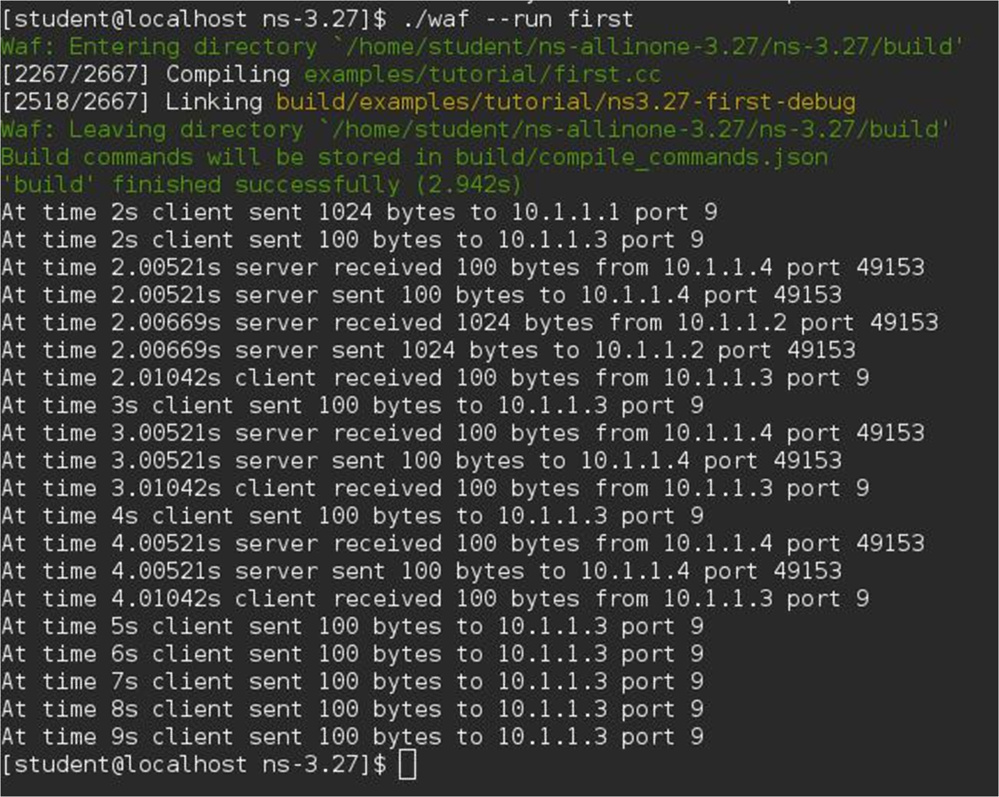 [student@localhost ns-3.27]$ ./waf --run first
Waf: Entering directory `/home/student/ns-allinone-3.27/ns-3.27/build'
[2267/2667] Compiling examples/tutorial/first.cc
[2518/2667] Linking build/examples/tutorial/ns3.27-first-debug
Waf: Leaving directory `/home/student/ns-allinone-3.27/ns-3.27/build'
Build commands will be stored in build/compile_commands.json
'build' finished successfully (2.942s)
At time 2s client sent 1024 bytes to 10.1.1.1 port 9
At time 2s client sent 100 bytes to 10.1.1.3 port 9
At time 2.00521s server received 100 bytes from 10.1.1.4 port 49153
At time 2.00521s server sent 100 bytes to 10.1.1.4 port 49153
At time 2.00669s server received 1024 bytes from 10.1.1.2 port 49153
At time 2.00669s server sent 1024 bytes to 10.1.1.2 port 49153
At time 2.01042s client received 100 bytes from 10.1.1.3 port 9
At time 3s client sent 100 bytes to 10.1.1.3 port 9
At time 3.00521s server received 100 bytes from 10.1.1.4 port 49153
At time 3.00521s server sent 100 bytes to 10.1.1.4 port 49153
At time 3.01042s client received 100 bytes from 10.1.1.3 port 9
At time 4s client sent 100 bytes to 10.1.1.3 port 9
At time 4.00521s server received 100 bytes from 10.1.1.4 port 49153
At time 4.00521s server sent 100 bytes to 10.1.1.4 port 49153
At time 4.01042s client received 100 bytes from 10.1.1.3 port 9
At time 5s client sent 100 bytes to 10.1.1.3 port 9
At time 6s client sent 100 bytes to 10.1.1.3 port 9
At time 7s client sent 100 bytes to 10.1.1.3 port 9
At time 8s client sent 100 bytes to 10.1.1.3 port 9
At time 9s client sent 100 bytes to 10.1.1.3 port 9
[student@localhost ns-3.27]$